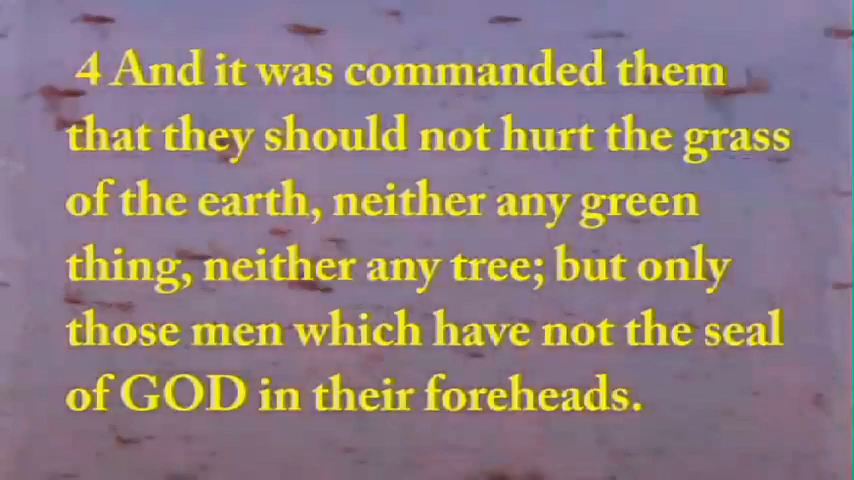 4 And it was commanded them
that they should not hurt the grass
of the earth, neither any green
thing, neither any tree; but only
those men which have not the seal
of GOD in their foreheads.